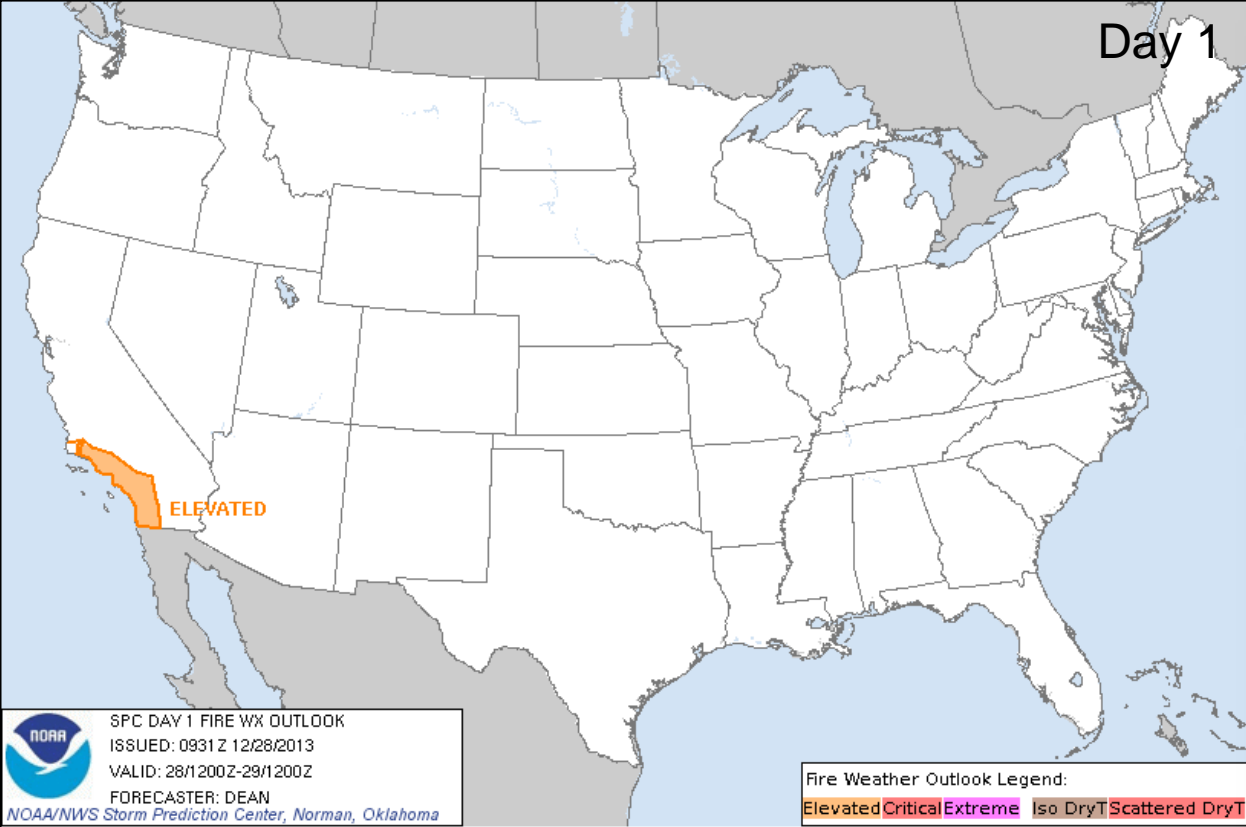 Day 1
ELEVATED
NOAA
SPC DAY 1 FIRE WX OUTLOOK
ISSUED: 0931Z 12/28/2013
VALID: 28/1200Z-29/1200Z
FORECASTER: DEAN
NOAA/NWS Storm Prediction Center, Norman, Oklahoma
Fire Weather Outlook Legend:
Elevated Critical Extreme Iso DryT Scattered DryT